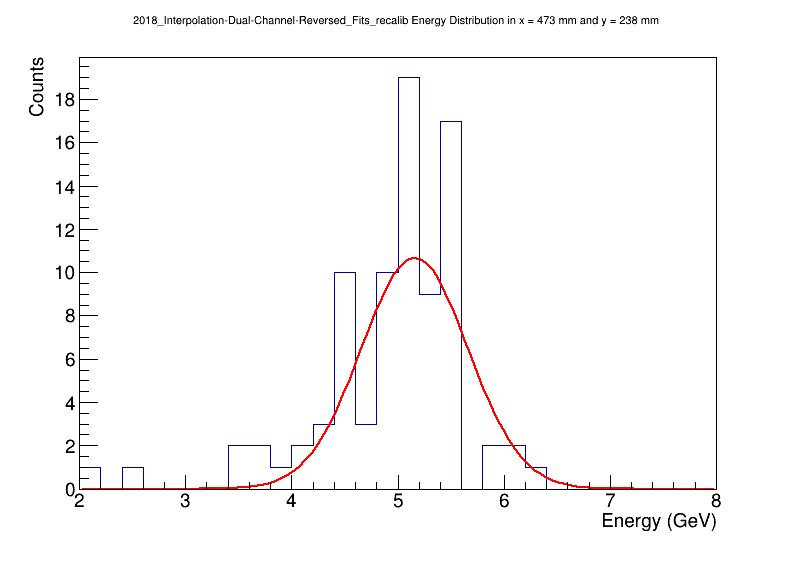 2018_Interpolation-Dual-Channel-Reversed_Fits_recalib Energy Distribution in x = 473 mm and y = 238 mm
Counts
18
16
14
12
10
8
6
4
2
0
2 3 4 5 6 7 8
Energy (GeV)